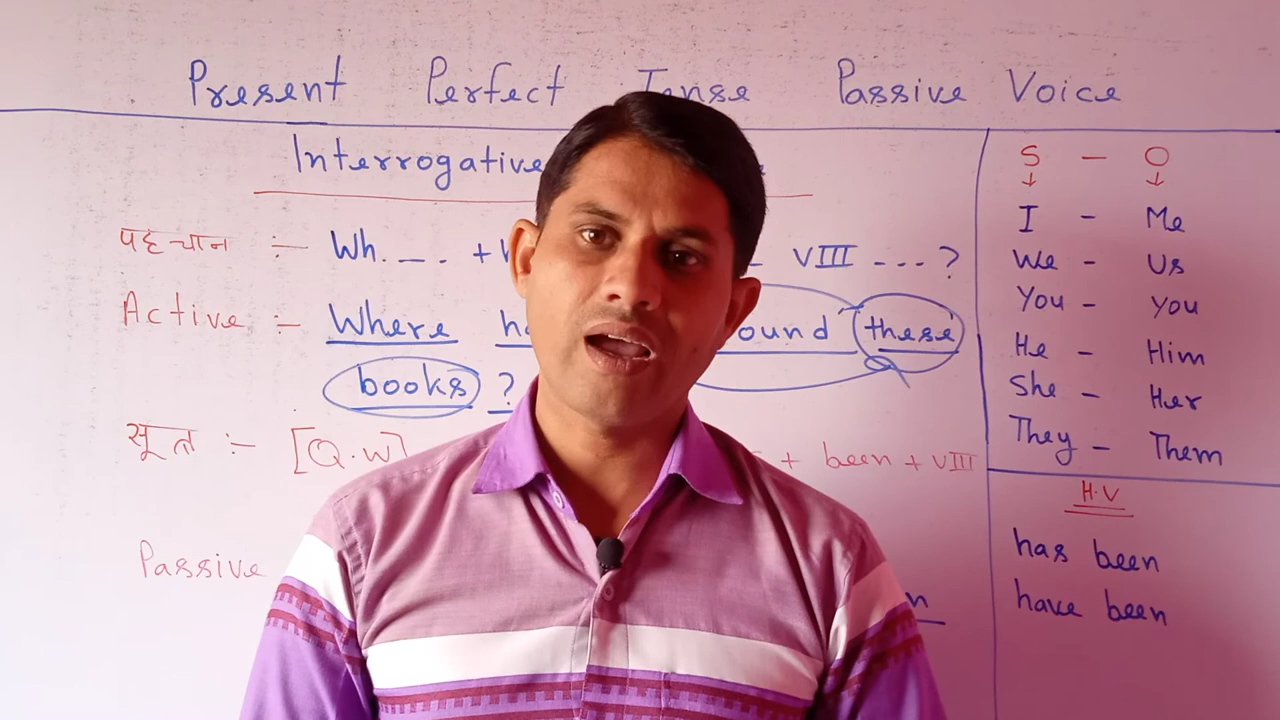 Present Perfect Tense Passive Voice
Interrogative
पहचान :- Wh. _ _ . + VIII - - - - ?
Active :- Where found these
books ?
सूत्र :- [Q.W] + been + VIII
Passive
S - O
↓ ↓
I - Me
We - Us
You - You
He - Him
She - Her
They - Them
H.V
has been
have been